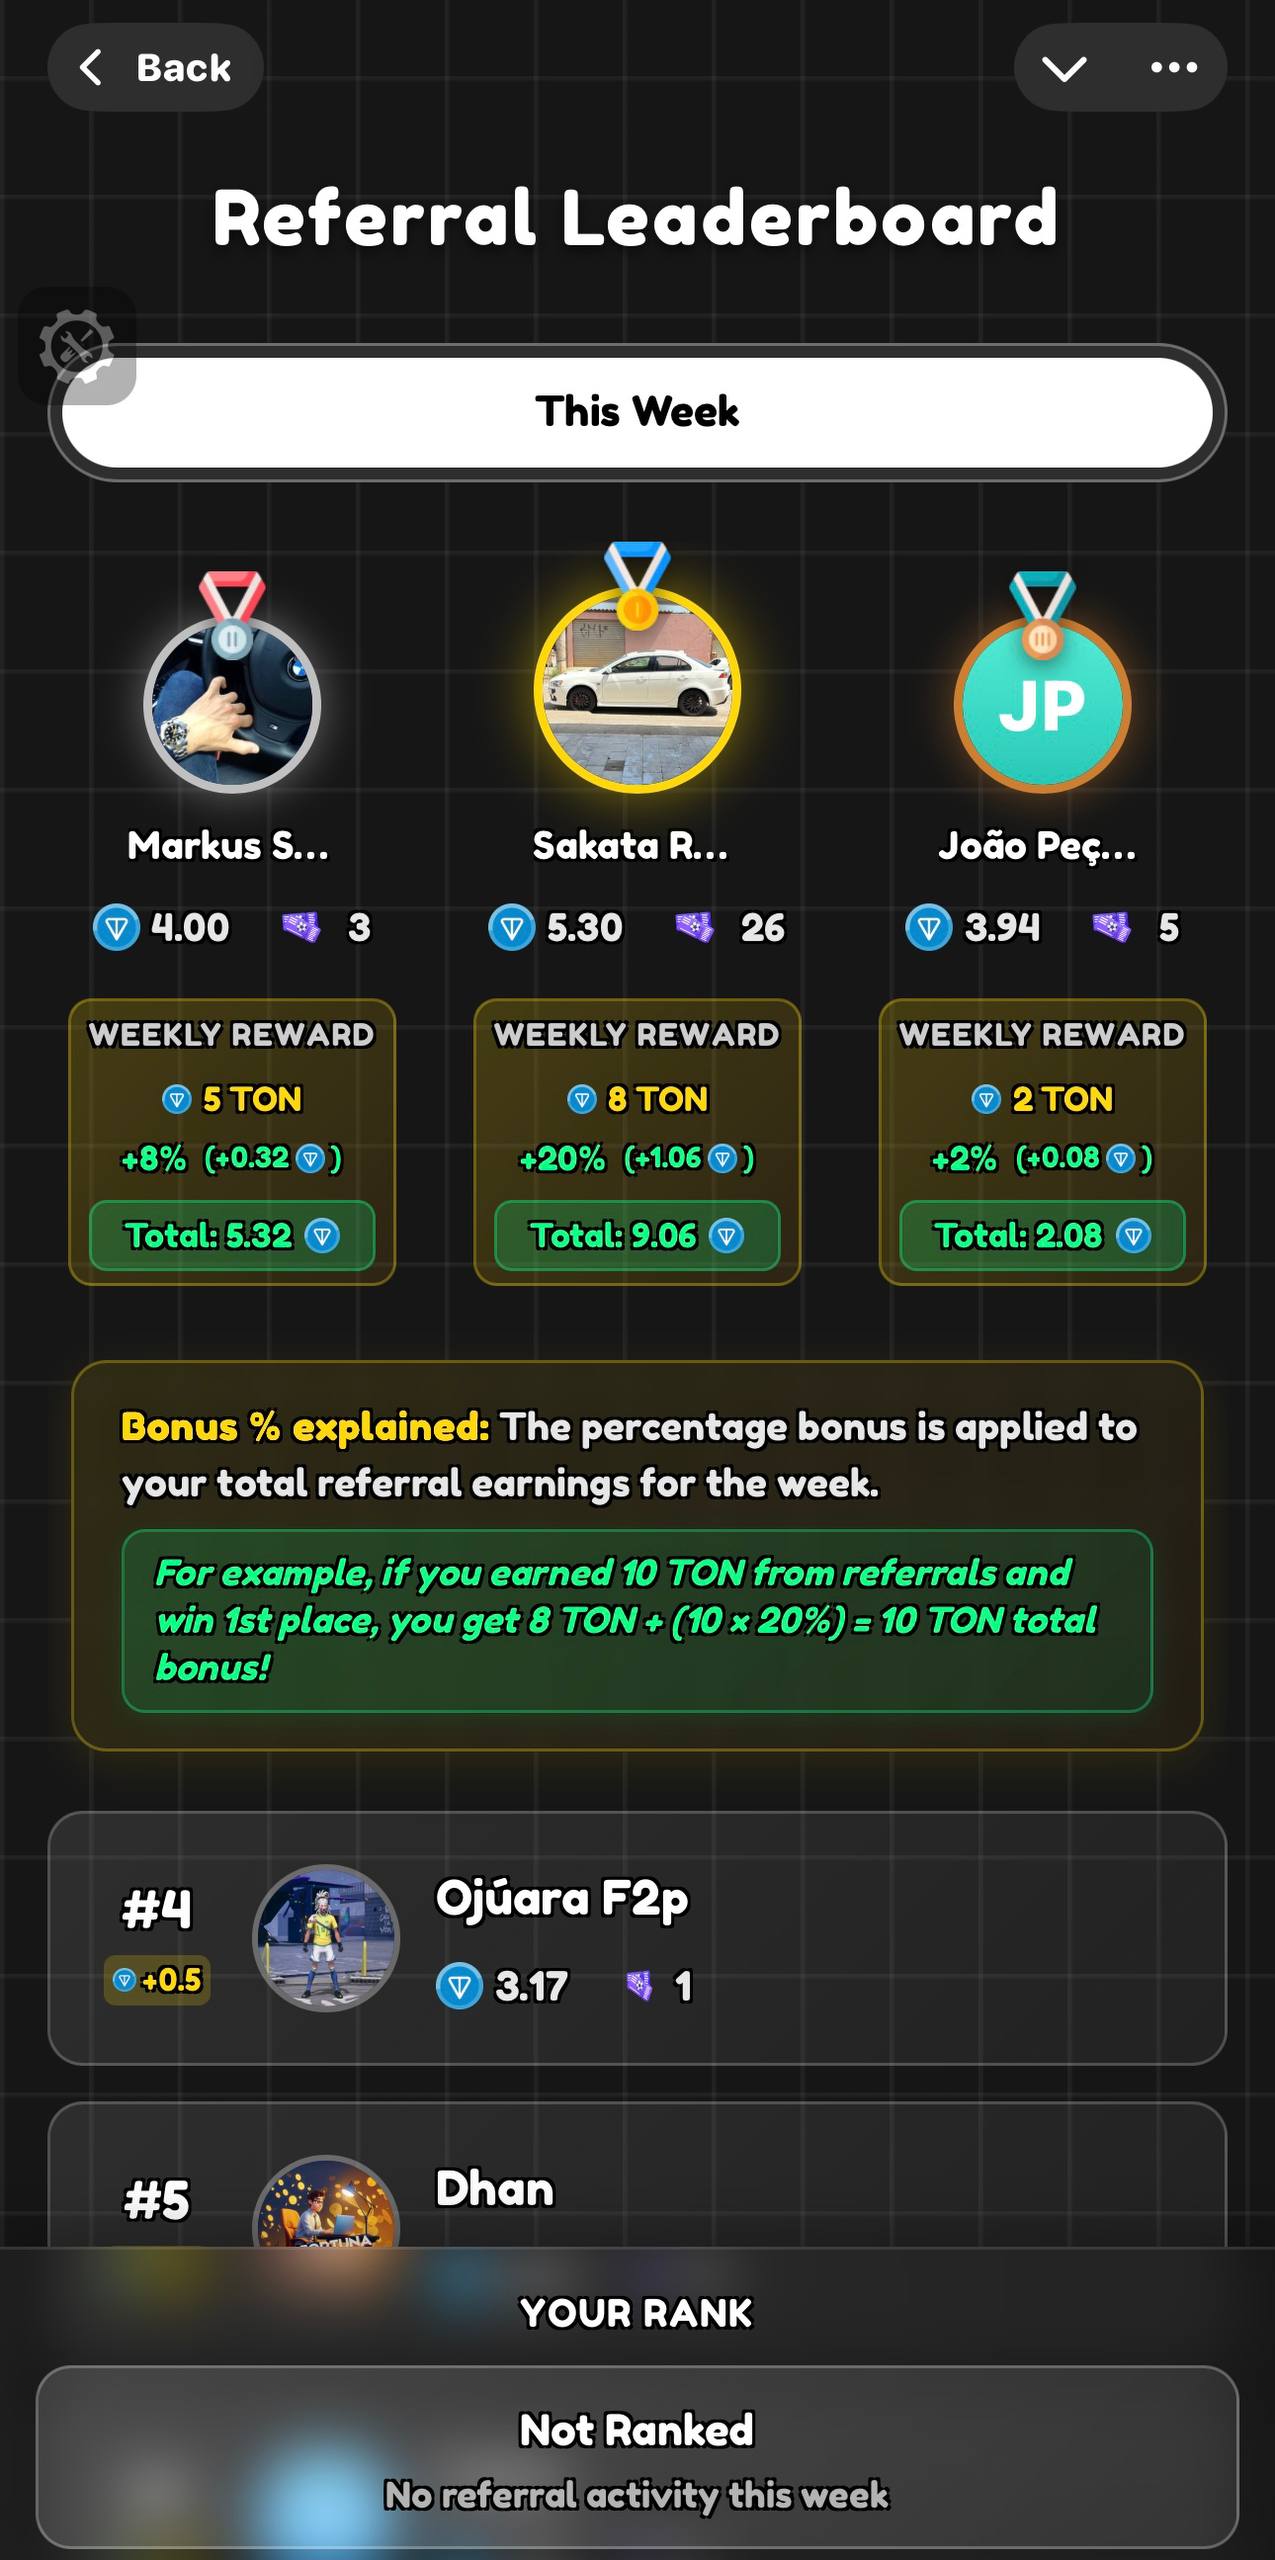 Back
Referral Leaderboard
This Week
JP
Markus S...
Sakata R...
João Peç...
4.00 3
5.30 26
3.94 5
WEEKLY REWARD
5 TON
+8% (+0.32)
Total: 5.32
WEEKLY REWARD
8 TON
+20% (+1.06)
Total: 9.06
WEEKLY REWARD
2 TON
+2% (+0.08)
Total: 2.08
Bonus % explained: The percentage bonus is applied to
your total referral earnings for the week.
For example, if you earned 10 TON from referrals and
win 1st place, you get 8 TON + (10 × 20%) = 10 TON total
bonus!
#4
+0.5
Ojúara F2p
3.17 1
#5
Dhan
YOUR RANK
Not Ranked
No referral activity this week